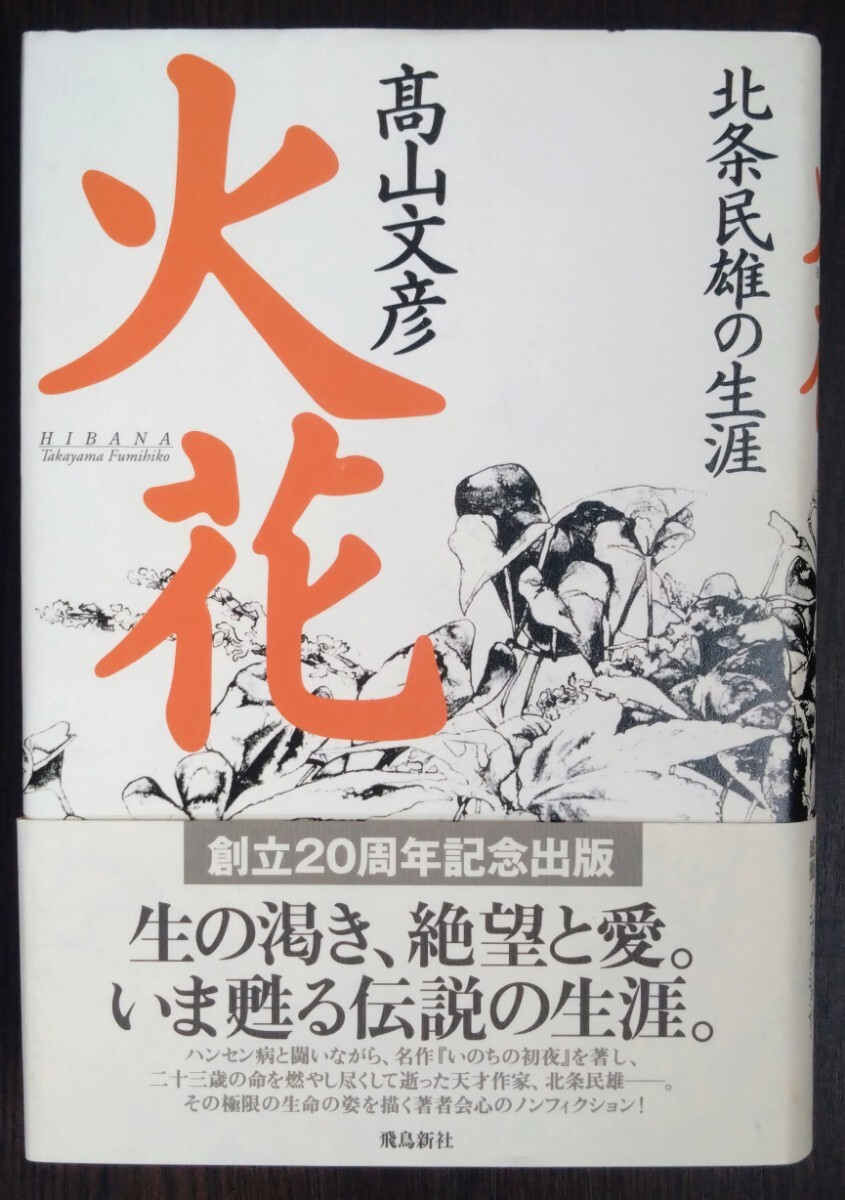 北条民雄の生涯
髙山文彦
火花
HIBANA
Takayama Fumihiko
創立20周年記念出版
生の渇き、絶望と愛。
いま甦る伝説の生涯。
ハンセン病と闘いながら、名作『いのちの初夜』を著し、
二十三歳の命を燃やし尽くして逝った天才作家、北条民雄──。
その極限の生命の姿を描く著者会心のノンフィクション!
飛鳥新社